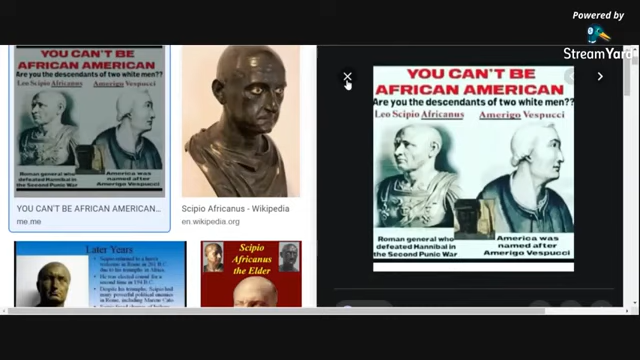 Powered by
StreamYard
YOU CAN'T BE
AFRICAN AMERICAN
Are you the descendants of two white men??
Leo Scipio Africanus Amerigo Vespucci
Roman general who
defeated Hannibal in
the Second Punic War
America was
named after
Amerigo Vespucci
YOU CAN'T BE AFRICAN AMERICAN...
me.me
Scipio Africanus - Wikipedia
en.wikipedia.org
Later Years
Scipio
Africanus
the Elder
YOU CAN'T BE
AFRICAN AMERICAN
Are you the descendants of two white men??
Leo Scipio Africanus Amerigo Vespucci
Roman general who
defeated Hannibal in
the Second Punic War
America was
named after
Amerigo Vespucci